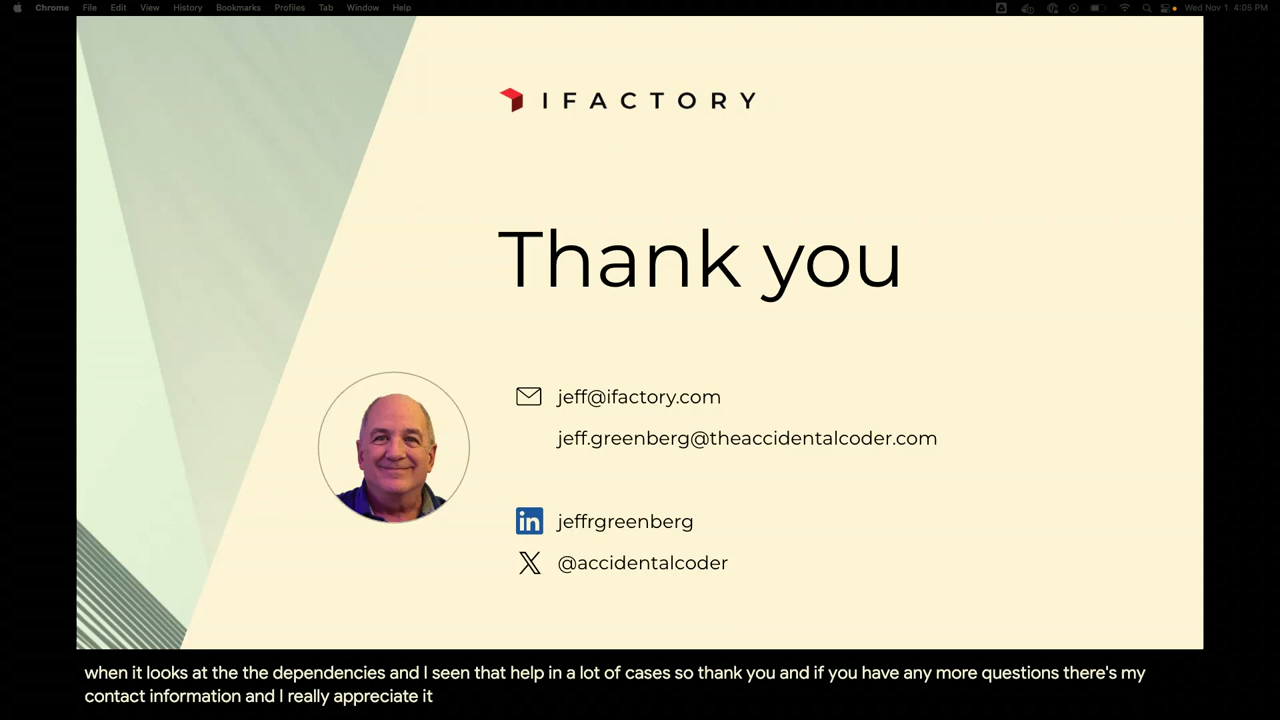 Chrome File Edit View History Bookmarks Profiles Tab Window Help Wed Nov 1 4:05 PM
IFACTORY
Thank you
jeff@ifactory.com
jeff.greenberg@theaccidentalcoder.com
in jeffrgreenberg
X @accidentalcoder
when it looks at the the dependencies and I seen that help in a lot of cases so thank you and if you have any more questions there's my
contact information and I really appreciate it